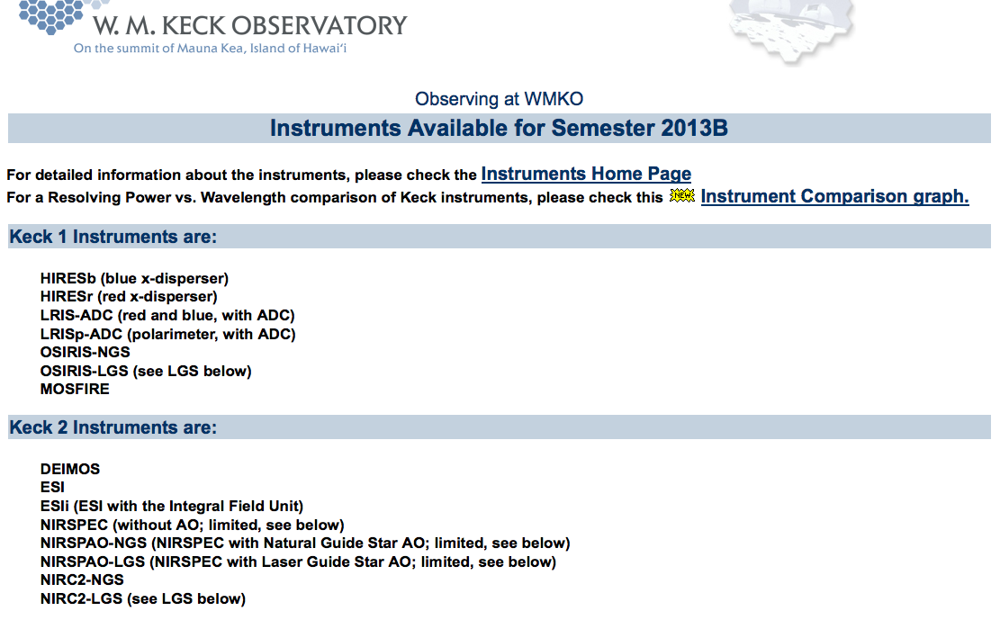 W. M. KECK OBSERVATORY
On the summit of Mauna Kea, Island of Hawai‘i
Observing at WMKO
Instruments Available for Semester 2013B
For detailed information about the instruments, please check the Instruments Home Page
For a Resolving Power vs. Wavelength comparison of Keck instruments, please check this NEW Instrument Comparison graph.
Keck 1 Instruments are:
HIRESb (blue x-disperser)
HIRESr (red x-disperser)
LRIS-ADC (red and blue, with ADC)
LRISp-ADC (polarimeter, with ADC)
OSIRIS-NGS
OSIRIS-LGS (see LGS below)
MOSFIRE
Keck 2 Instruments are:
DEIMOS
ESI
ESIi (ESI with the Integral Field Unit)
NIRSPEC (without AO; limited, see below)
NIRSPAO-NGS (NIRSPEC with Natural Guide Star AO; limited, see below)
NIRSPAO-LGS (NIRSPEC with Laser Guide Star AO; limited, see below)
NIRC2-NGS
NIRC2-LGS (see LGS below)